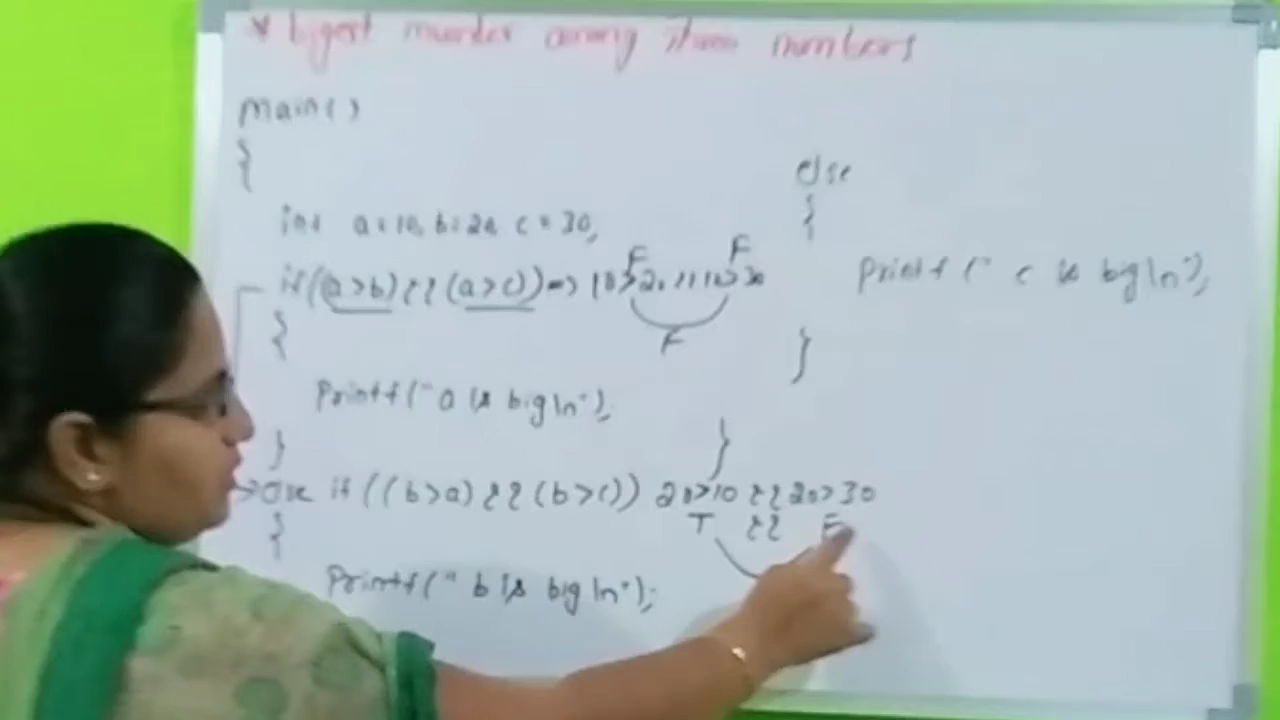 * bigest number among three numbers
main()
{
int a=10, b=20, c=30;
if((a>b) && (a>c)) => 10>20 && 10>30
F F
{
F
printf("a is big\n");
}
else if((b>a) && (b>c)) 20>10 && 20>30
T && F
{
printf(" b is big\n");
else
{
printf(" c is big\n");
}
}